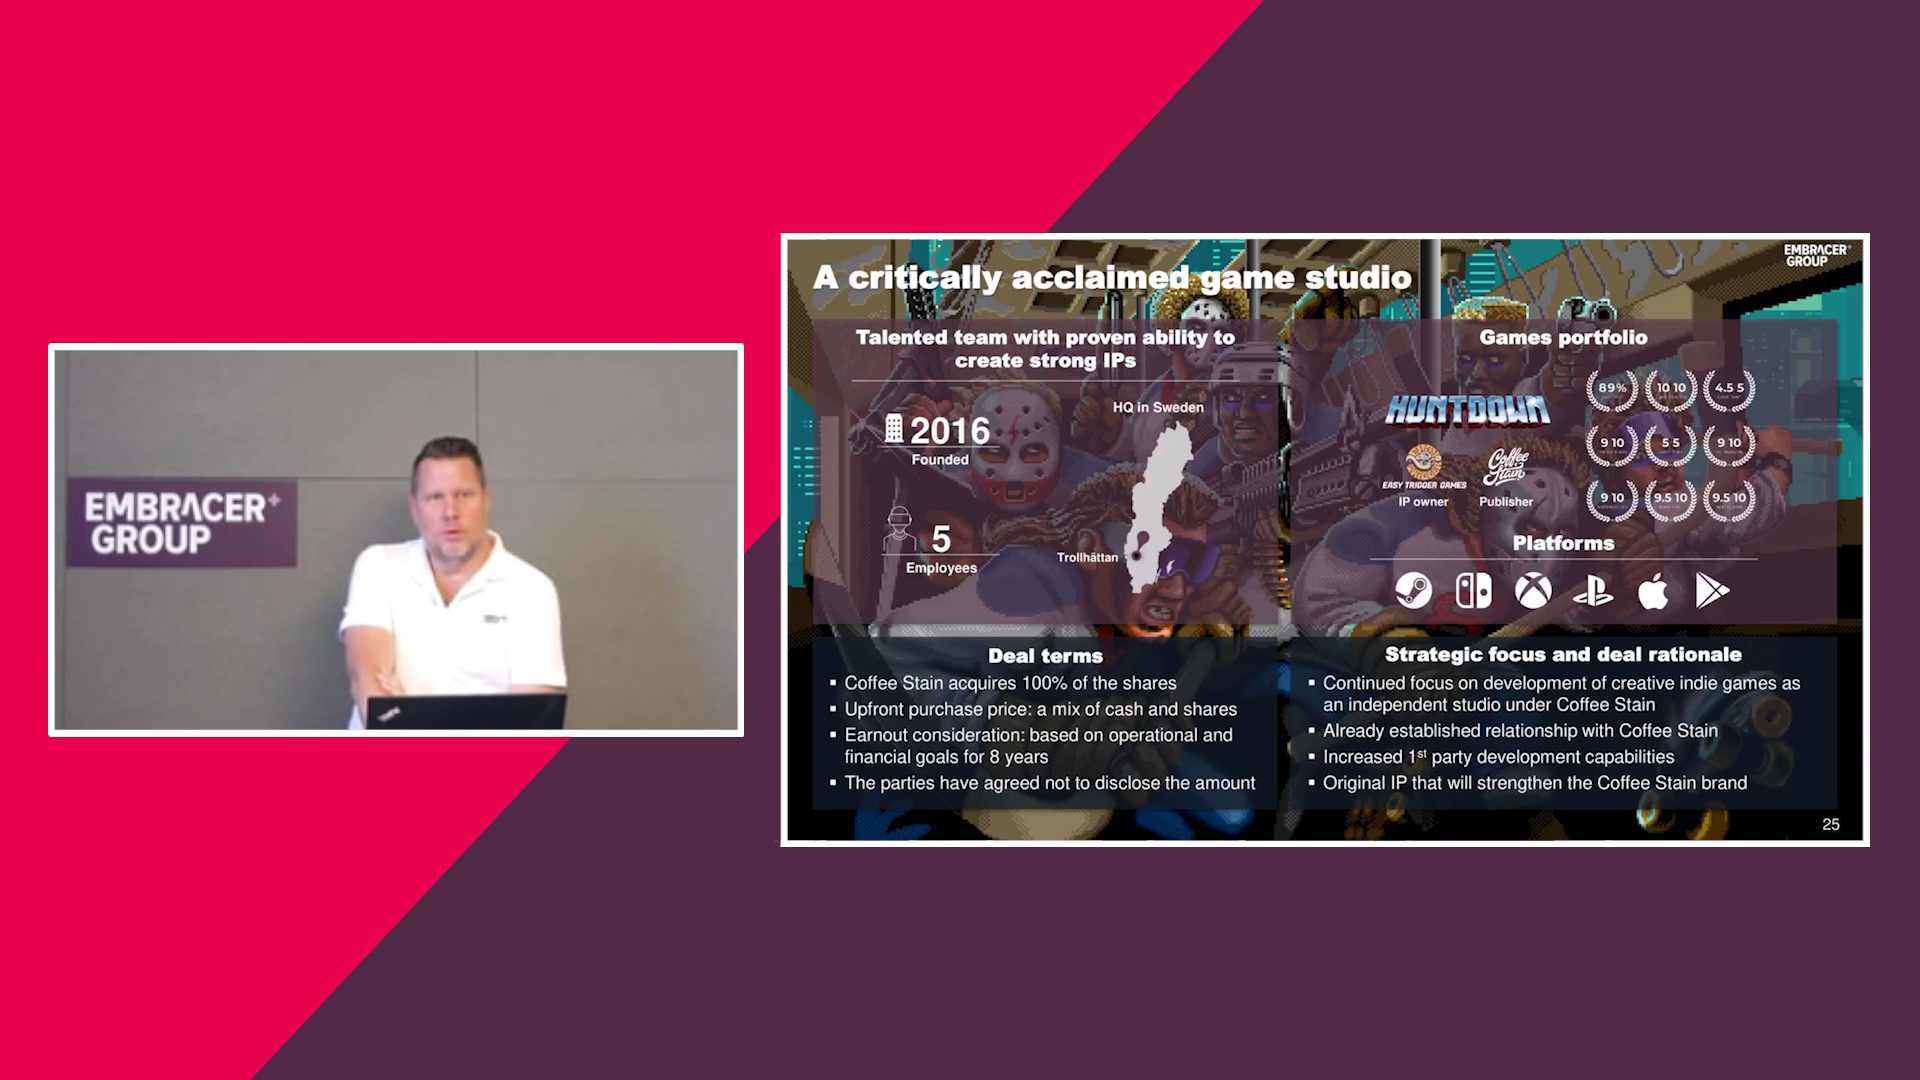 EMBRACER+
GROUP
EMBRACER+
GROUP
A critically acclaimed game studio
Talented team with proven ability to
create strong IPs
2016
Founded
5
Employees
HQ in Sweden
Trollhättan
Games portfolio
HUNTDOWN
EASY TRIGGER GAMES
IP owner
Coffee
Stain
Publisher
89%
10 10
4.5 5
9 10
5 5
9 10
9 10
9.5 10
9.5 10
Platforms
Deal terms
▪ Coffee Stain acquires 100% of the shares
▪ Upfront purchase price: a mix of cash and shares
▪ Earnout consideration: based on operational and
financial goals for 8 years
▪ The parties have agreed not to disclose the amount
Strategic focus and deal rationale
▪ Continued focus on development of creative indie games as
an independent studio under Coffee Stain
▪ Already established relationship with Coffee Stain
▪ Increased 1st party development capabilities
▪ Original IP that will strengthen the Coffee Stain brand
25